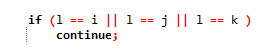 if (l == i || l == j || l == k )
continue;